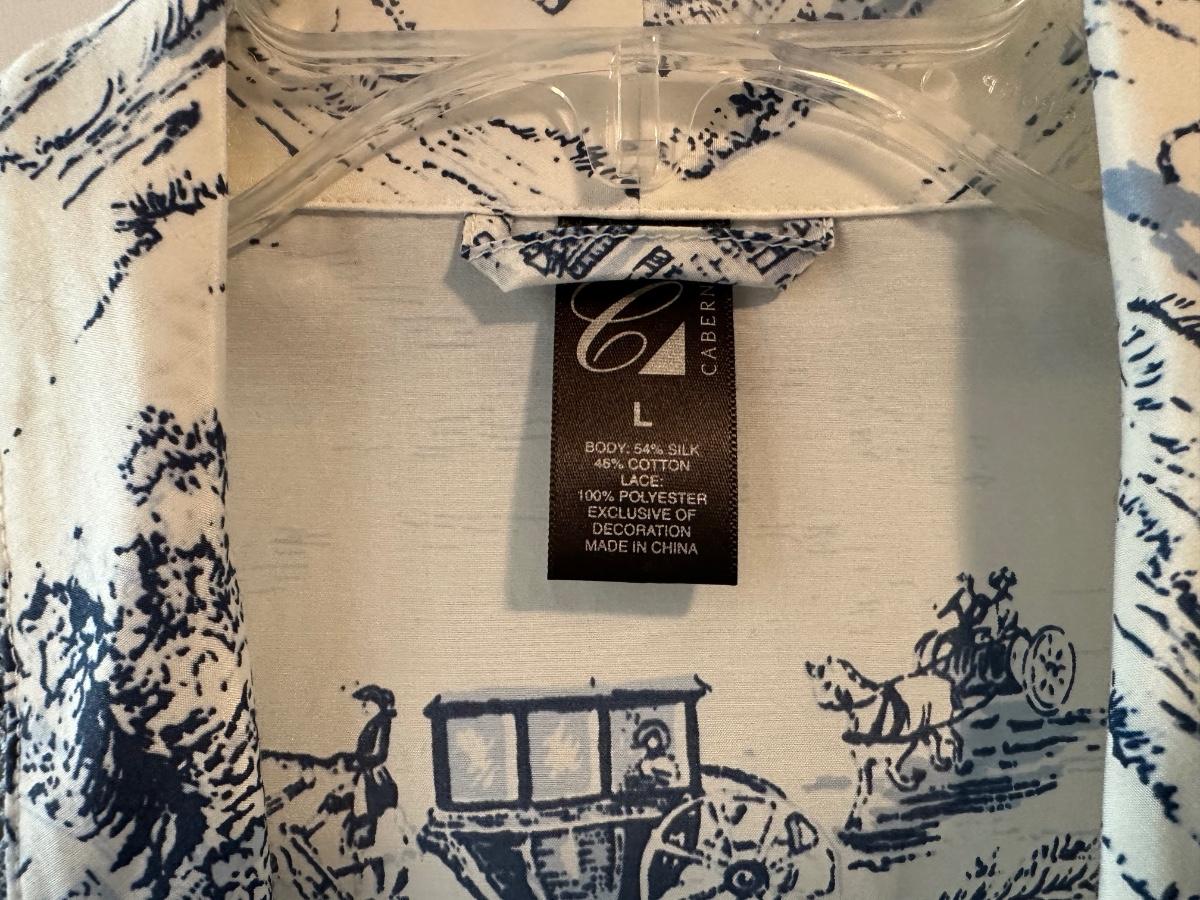 C
CABERN
L
BODY: 54% SILK
46% COTTON
LACE:
100% POLYESTER
EXCLUSIVE OF
DECORATION
MADE IN CHINA